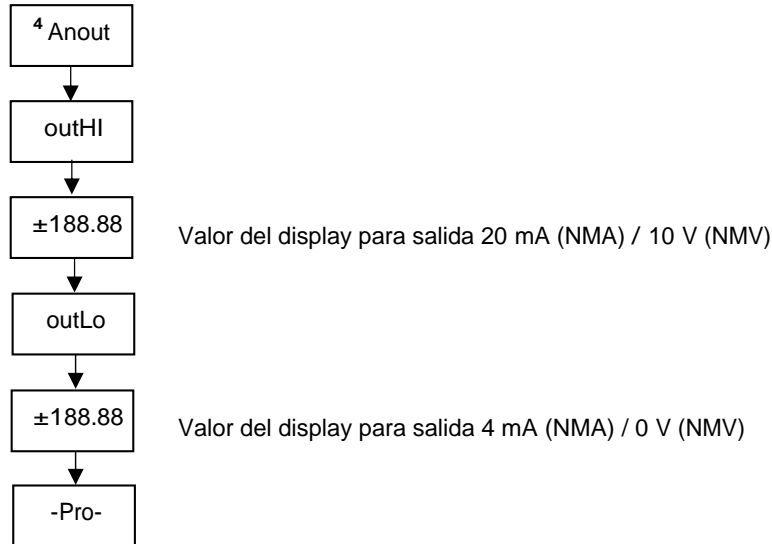 ⁴ Anout
outHI
±188.88 Valor del display para salida 20 mA (NMA) / 10 V (NMV)
outLo
±188.88 Valor del display para salida 4 mA (NMA) / 0 V (NMV)
-Pro-